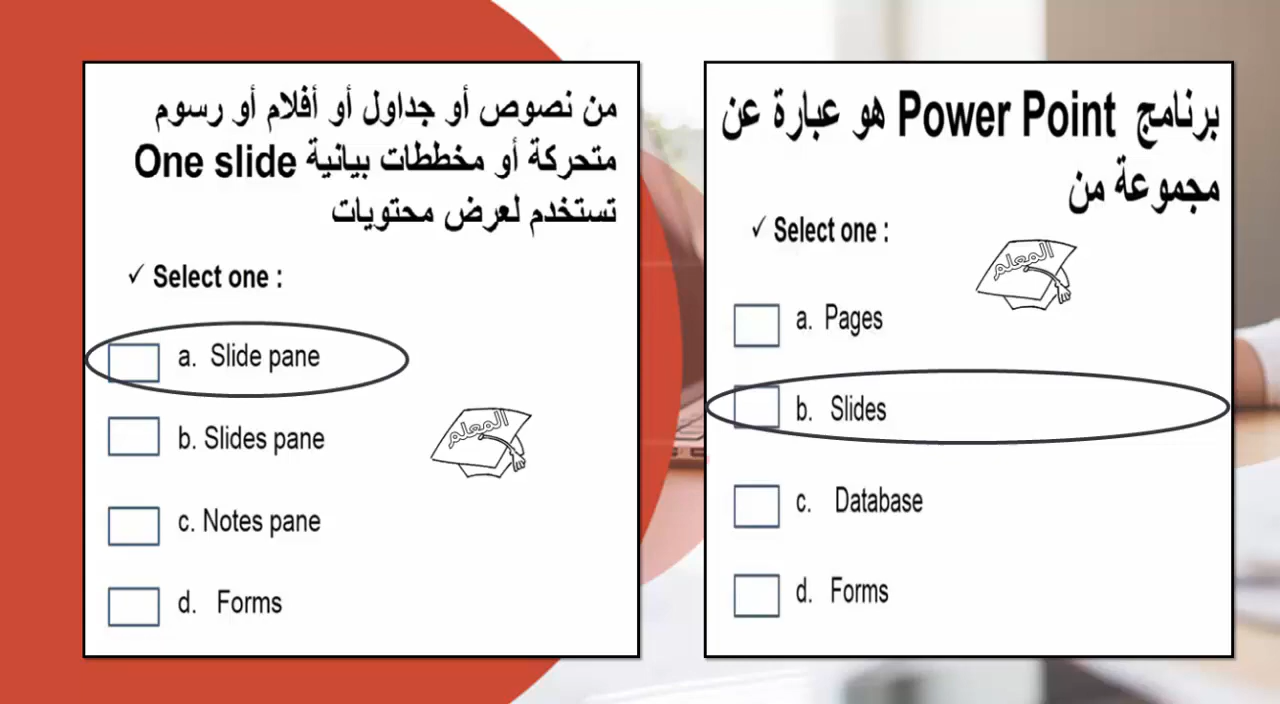 برنامج Power Point هو عبارة عن
مجموعة من
✓ Select one :
المعلم
a. Pages
b. Slides
c. Database
d. Forms
من نصوص أو جداول أو أفلام أو رسوم
متحركة أو مخططات بيانية One slide
تستخدم لعرض محتويات
✓ Select one :
a. Slide pane
المعلم
b. Slides pane
c. Notes pane
d. Forms